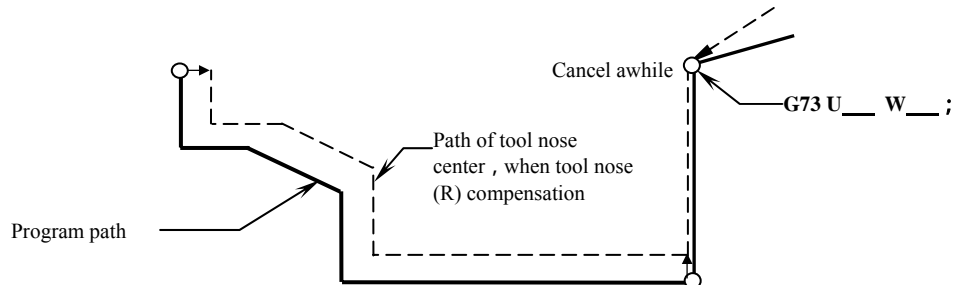 Cancel awhile
G73 U___ W___ ;
Path of tool nose
center , when tool nose
(R) compensation
Program path